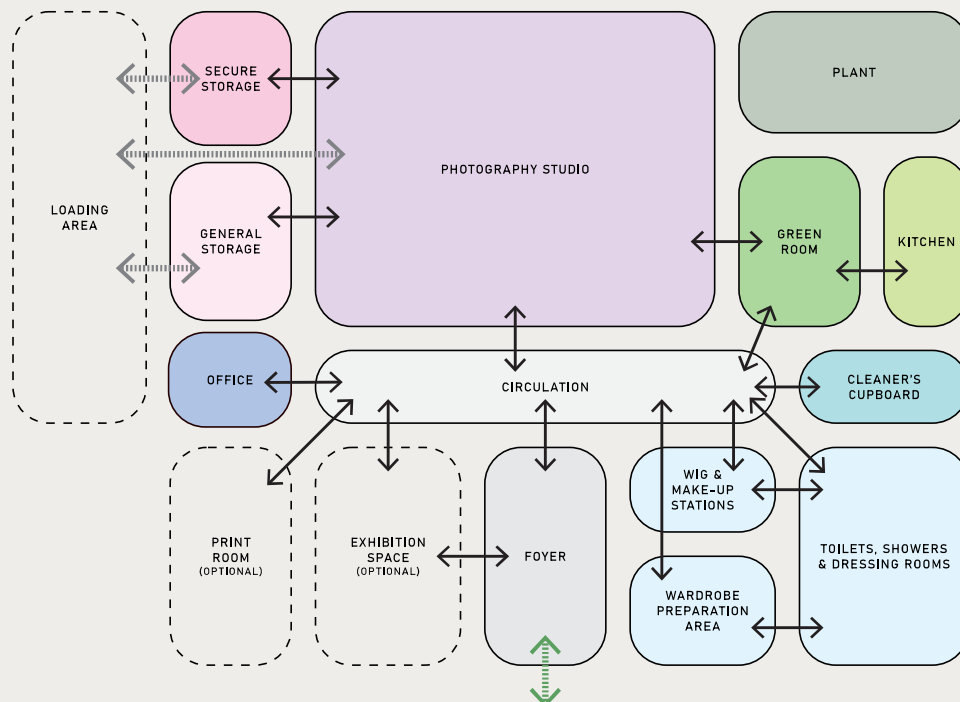 SECURE
STORAGE
PLANT
PHOTOGRAPHY STUDIO
LOADING
AREA
GENERAL
STORAGE
GREEN
ROOM
KITCHEN
OFFICE
CIRCULATION
CLEANER'S
CUPBOARD
PRINT
ROOM
(OPTIONAL)
EXHIBITION
SPACE
(OPTIONAL)
FOYER
WIG &
MAKE-UP
STATIONS
WARDROBE
PREPARATION
AREA
TOILETS, SHOWERS
& DRESSING ROOMS